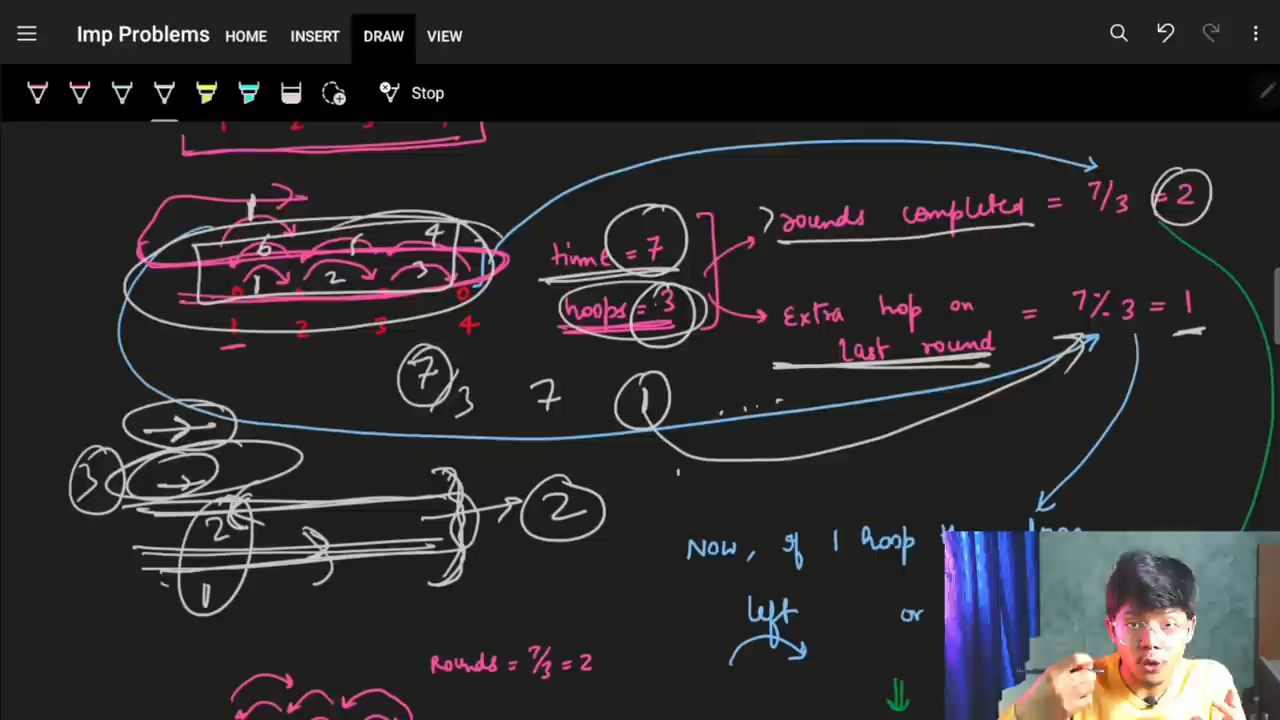 Imp Problems HOME INSERT DRAW VIEW
Stop
1
6 5 4
1 2 3
0 0
1 2 3 4
time = 7
hoops = 3
rounds completed = 7/3 = 2
Extra hop on = 7% 3 = 1
last round
7/3 7 1 ....
3
2
1
2
Now, if 1 hoop
left or
Rounds = 7/3 = 2